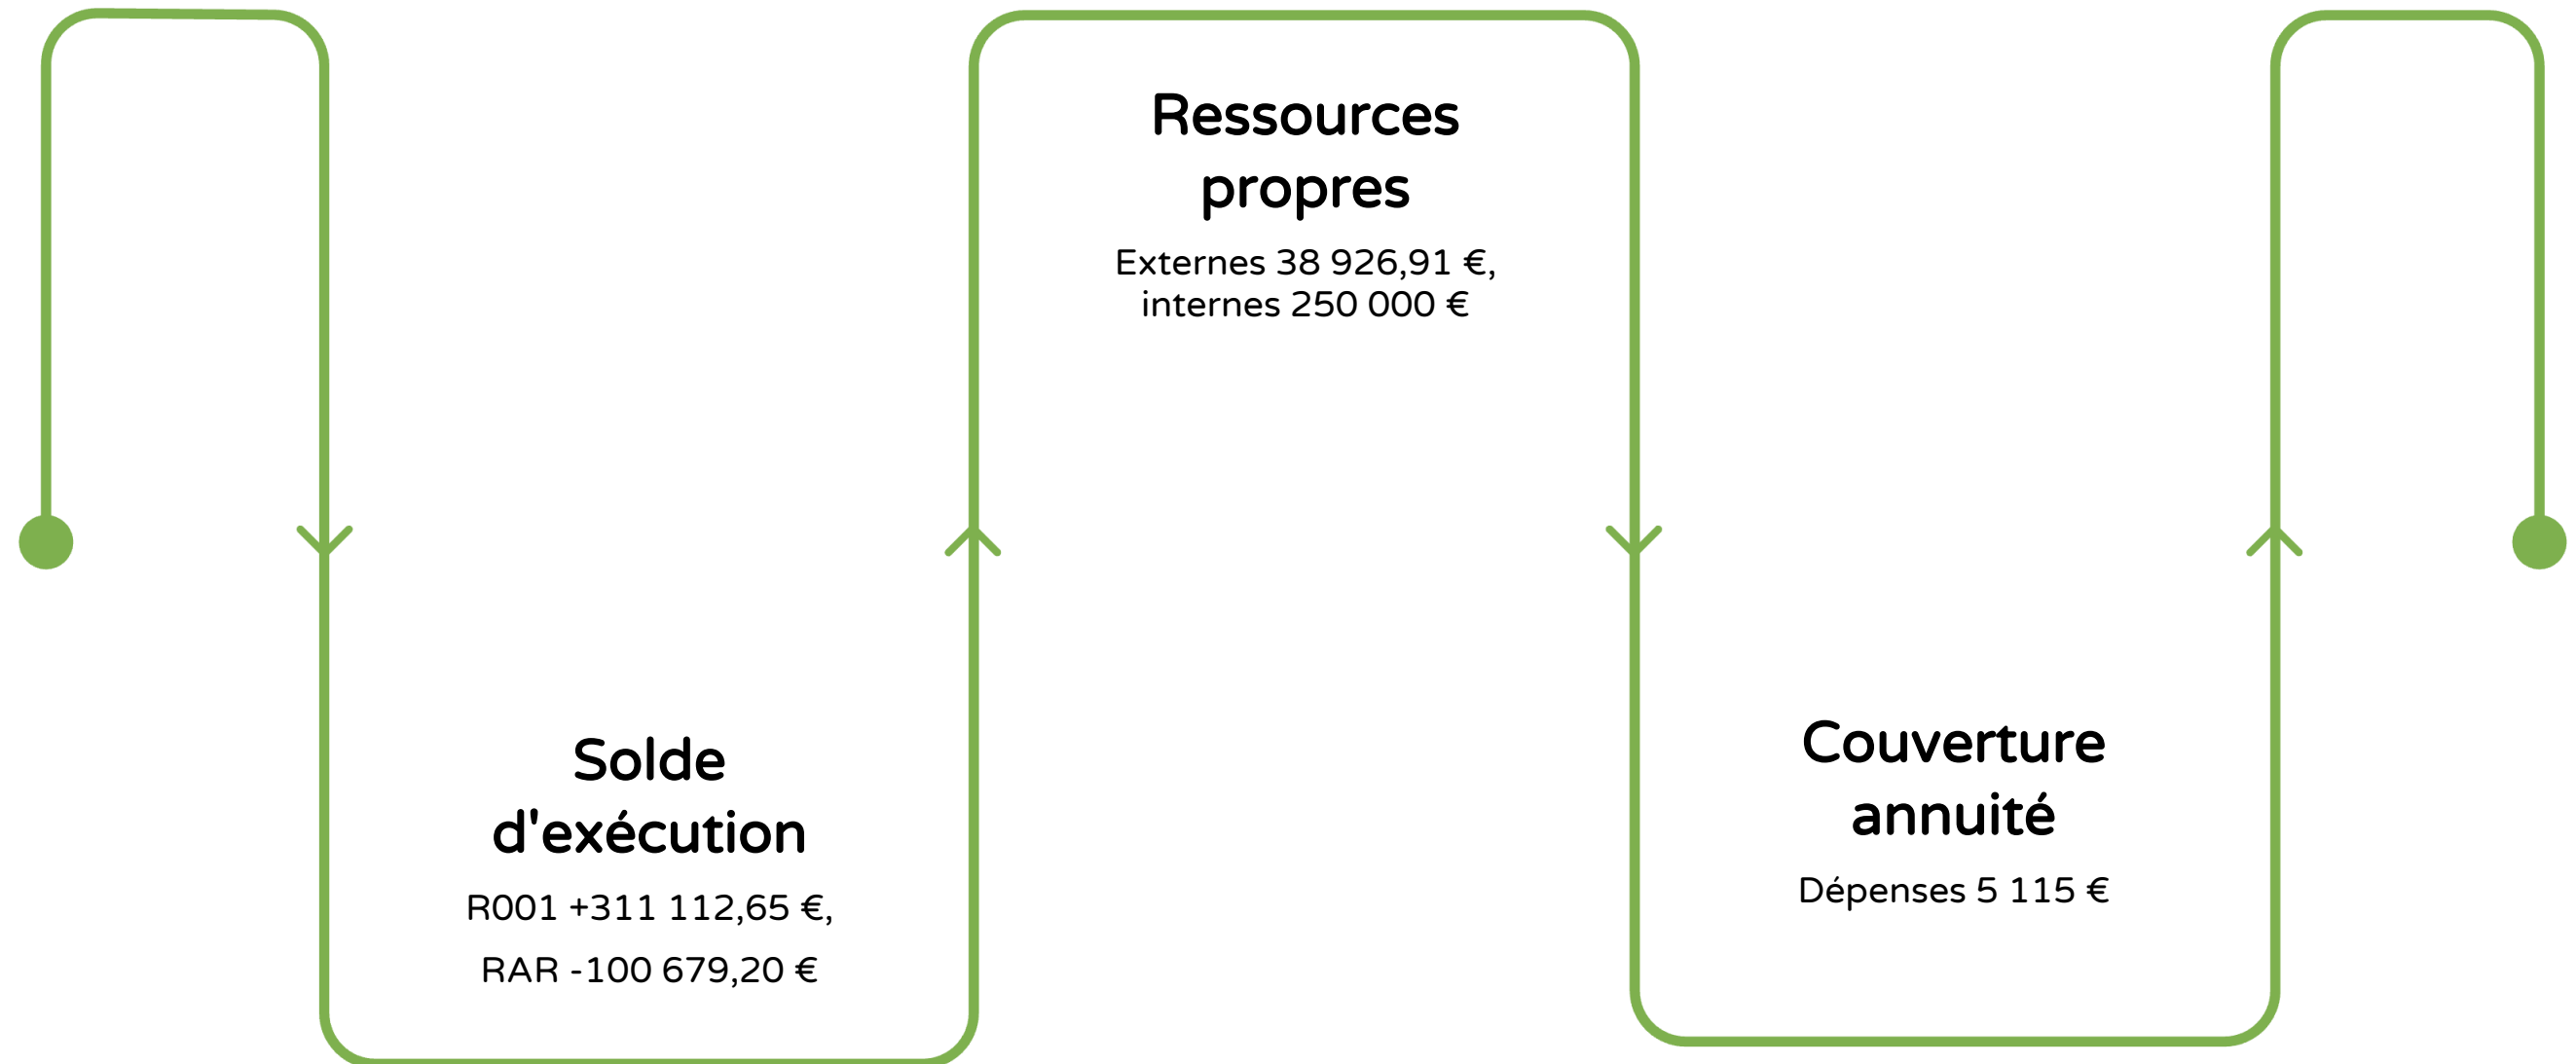 Solde
d'exécution
R001 +311 112,65 €,
RAR -100 679,20 €
Ressources
propres
Externes 38 926,91 €,
internes 250 000 €
Couverture
annuité
Dépenses 5 115 €